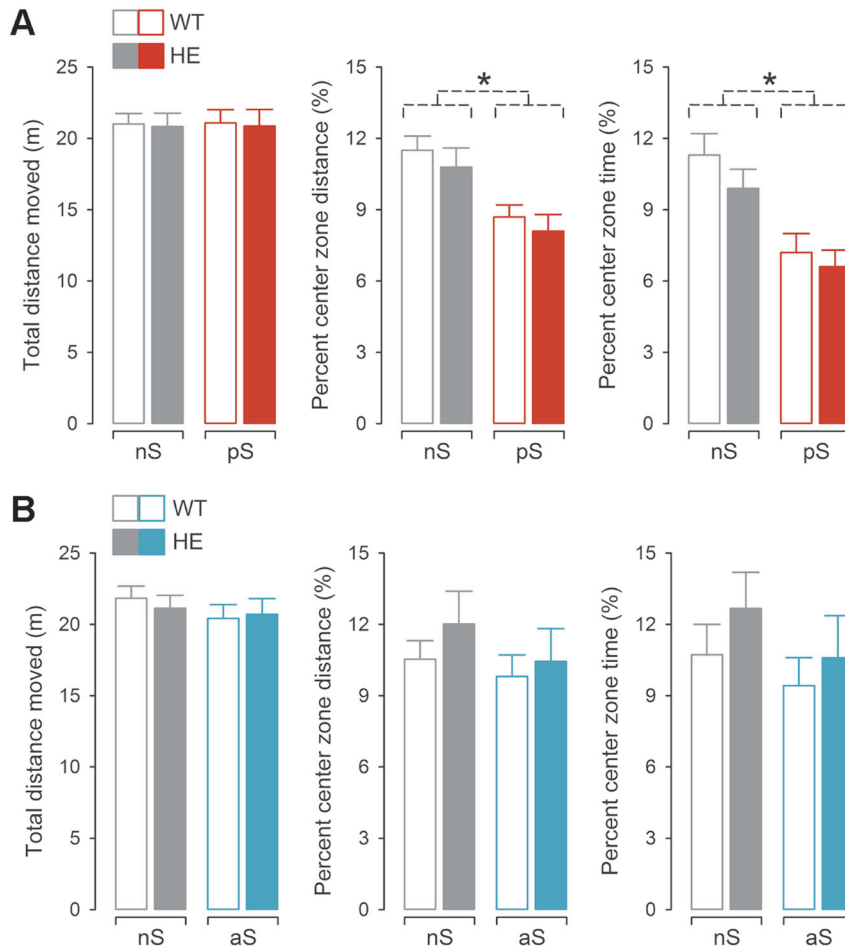 A
WT
HE
Total distance moved (m)
25
20
15
10
5
0
nS
pS
Percent center zone distance (%)
15
12
9
6
3
0
*
nS
pS
Percent center zone time (%)
15
12
9
6
3
0
*
nS
pS
B
WT
HE
Total distance moved (m)
25
20
15
10
5
0
nS
aS
Percent center zone distance (%)
15
12
9
6
3
0
nS
aS
Percent center zone time (%)
15
12
9
6
3
0
nS
aS